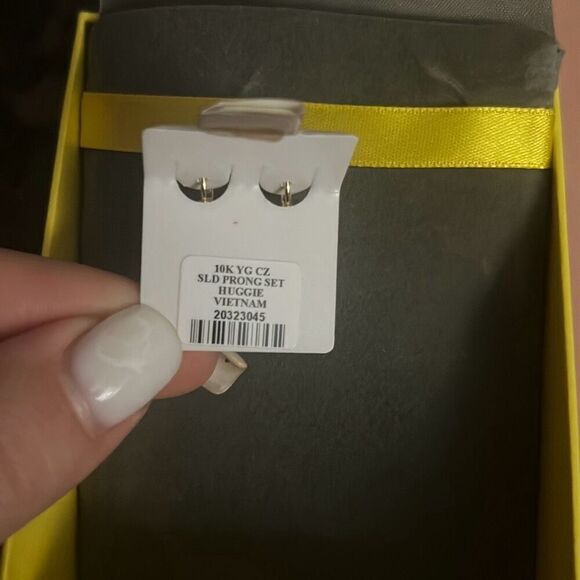 10K YG CZ
SLD PRONG SET
HUGGIE
VIETNAM
20323045